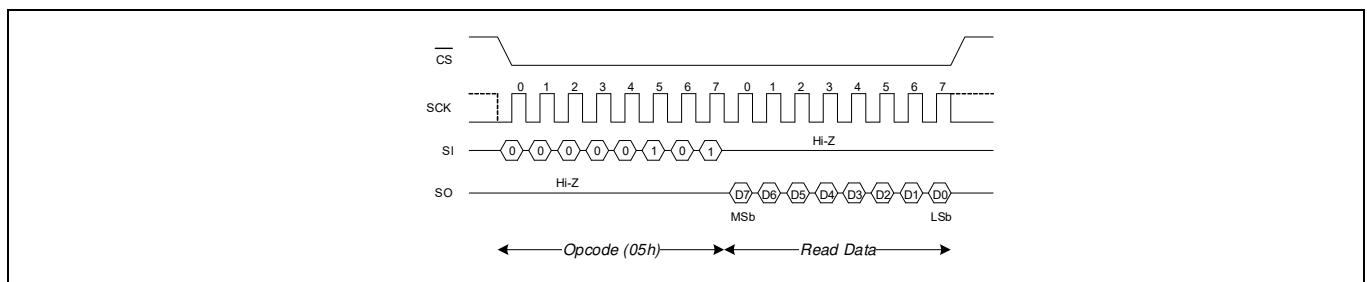 CS
0 1 2 3 4 5 6 7 0 1 2 3 4 5 6 7
SCK
Hi-Z
SI 0 0 0 0 0 1 0 1
Hi-Z
SO D7 D6 D5 D4 D3 D2 D1 D0
MSb LSb
Opcode (05h) Read Data